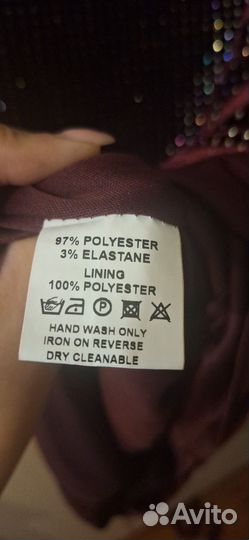 97% POLYESTER
3% ELASTANE
LINING
100% POLYESTER
HAND WASH ONLY
IRON ON REVERSE
DRY CLEANABLE
Avito